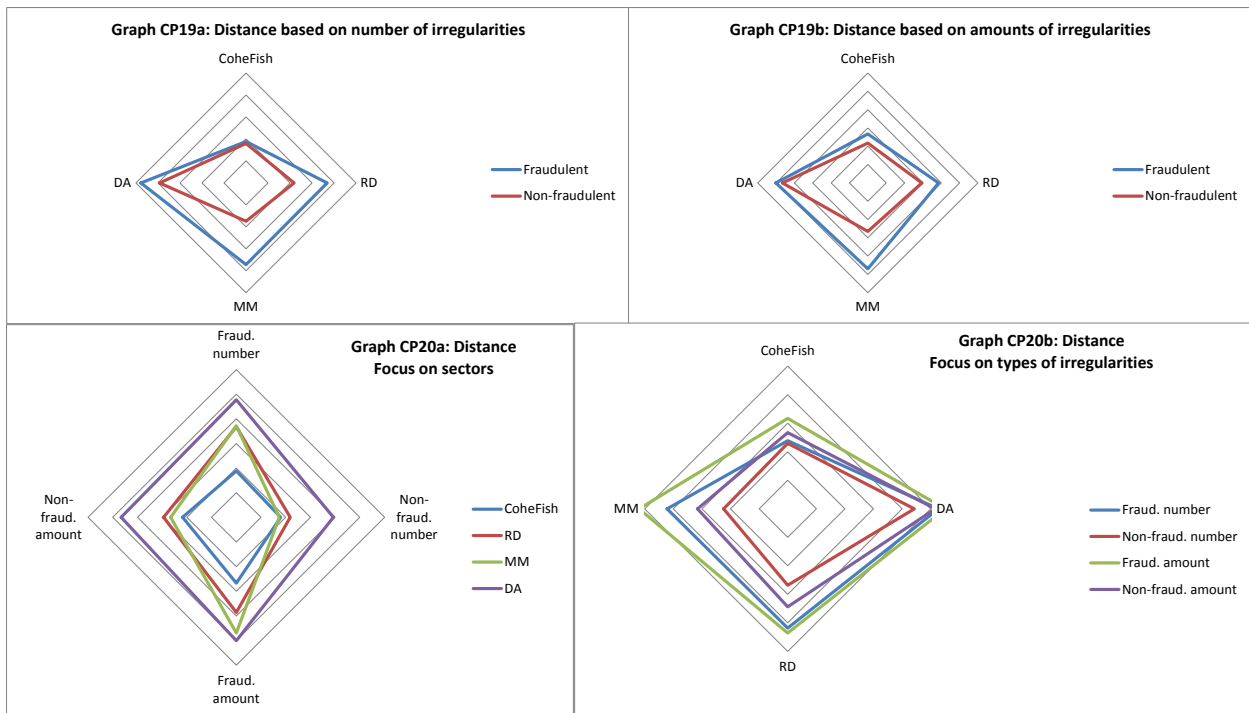 Graph CP19a: Distance based on number of irregularities
CoheFish
DA
RD
MM
Fraudulent
Non-fraudulent
Graph CP19b: Distance based on amounts of irregularities
CoheFish
DA
RD
MM
Fraudulent
Non-fraudulent
Graph CP20a: Distance
Focus on sectors
Fraud.
number
Non-
fraud.
amount
Non-
fraud.
number
Fraud.
amount
CoheFish
RD
MM
DA
Graph CP20b: Distance
Focus on types of irregularities
CoheFish
MM
DA
RD
Fraud. number
Non-fraud. number
Fraud. amount
Non-fraud. amount